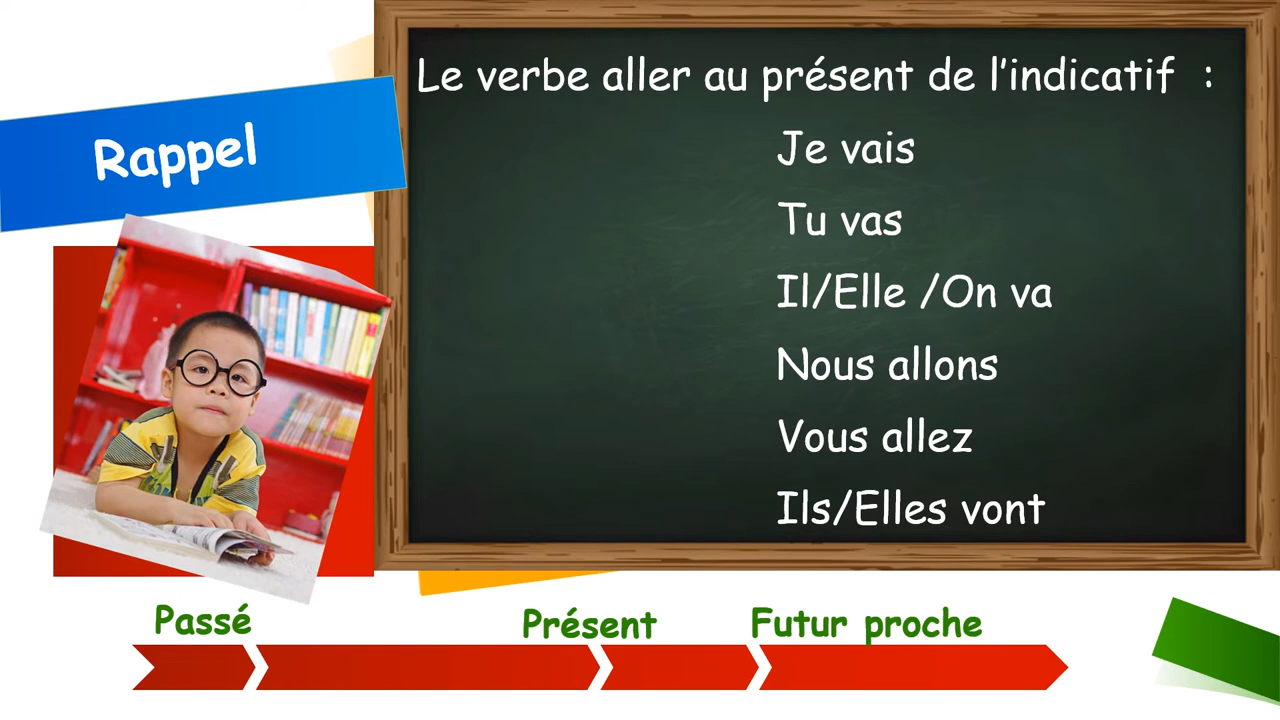 Le verbe aller au présent de l’indicatif :
Rappel
Je vais
Tu vas
Il/Elle /On va
Nous allons
Vous allez
Ils/Elles vont
Passé
Présent
Futur proche